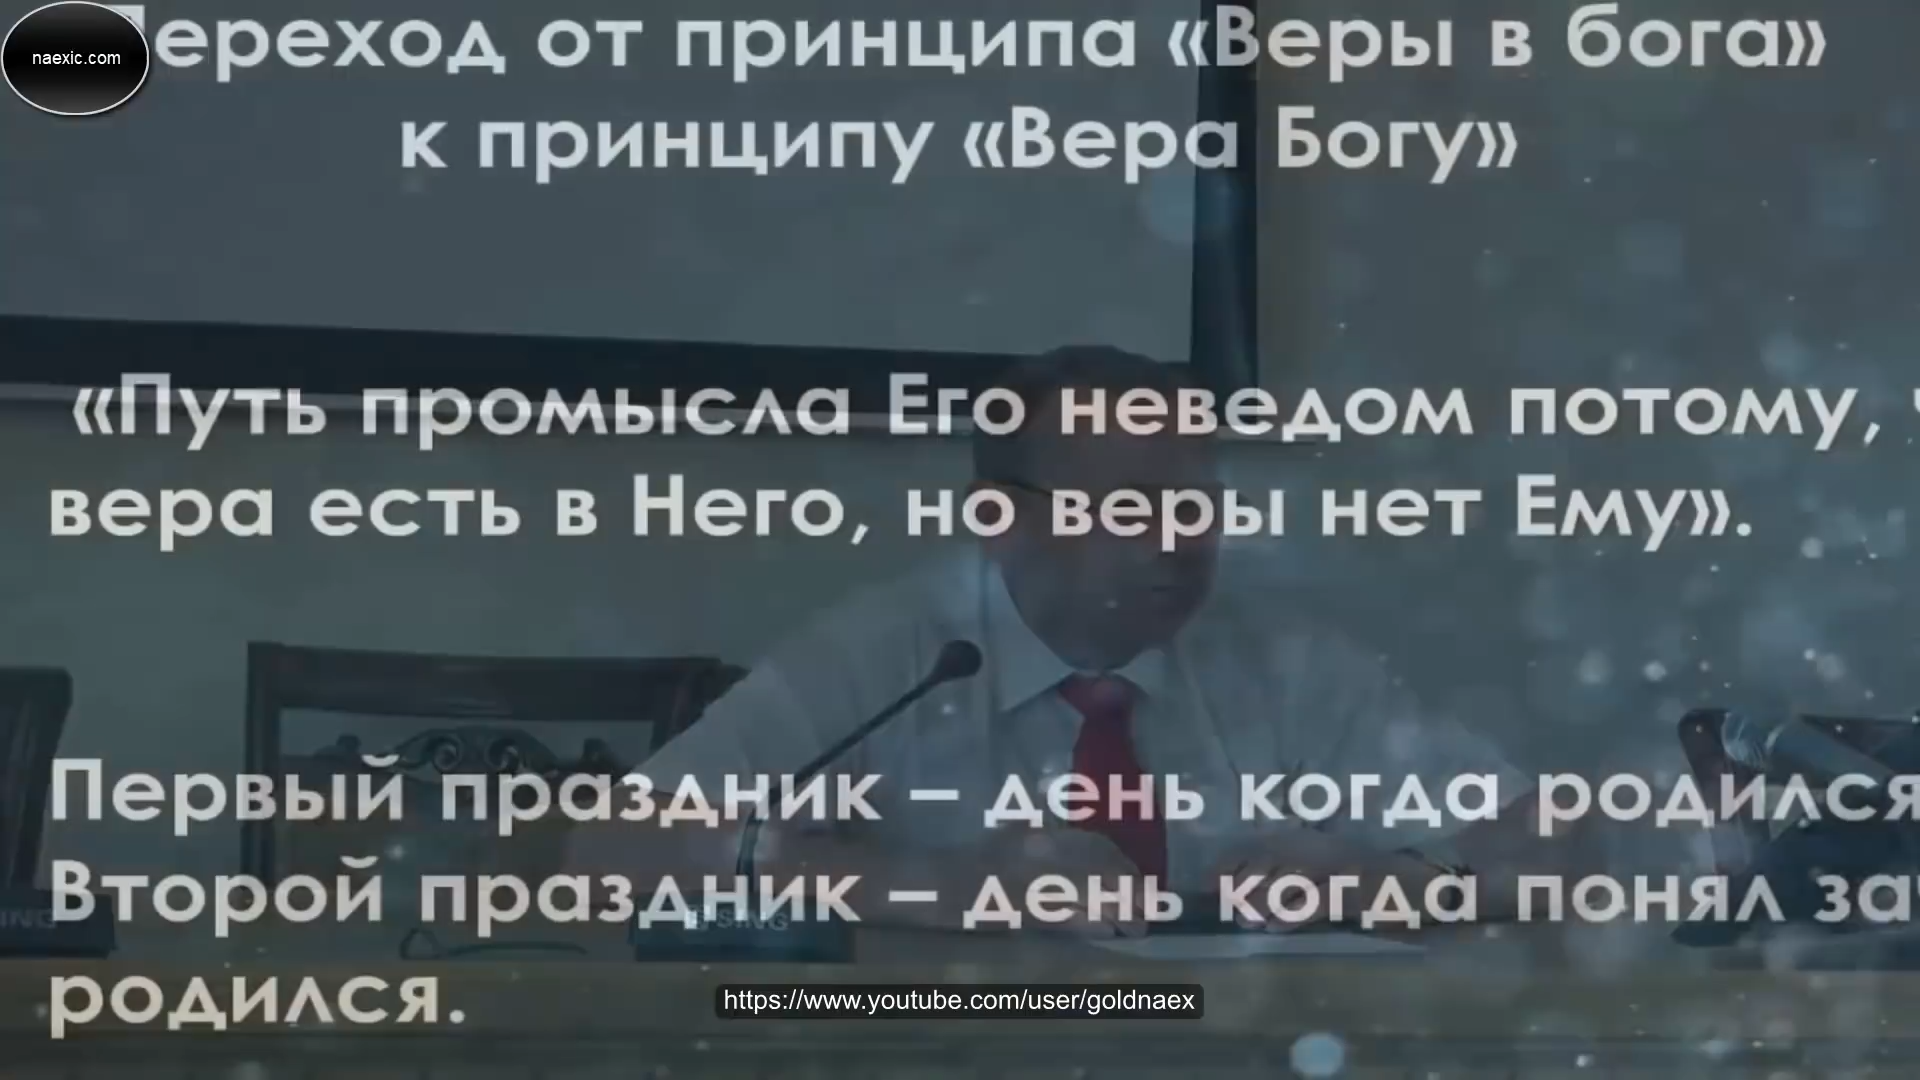 naexic.com
Переход от принципа «Веры в бога»
к принципу «Вера Богу»
«Путь промысла Его неведом потому,
вера есть в Него, но веры нет Ему».
Первый праздник – день когда родился
Второй праздник – день когда понял
родился.
https://www.youtube.com/user/goldnaex